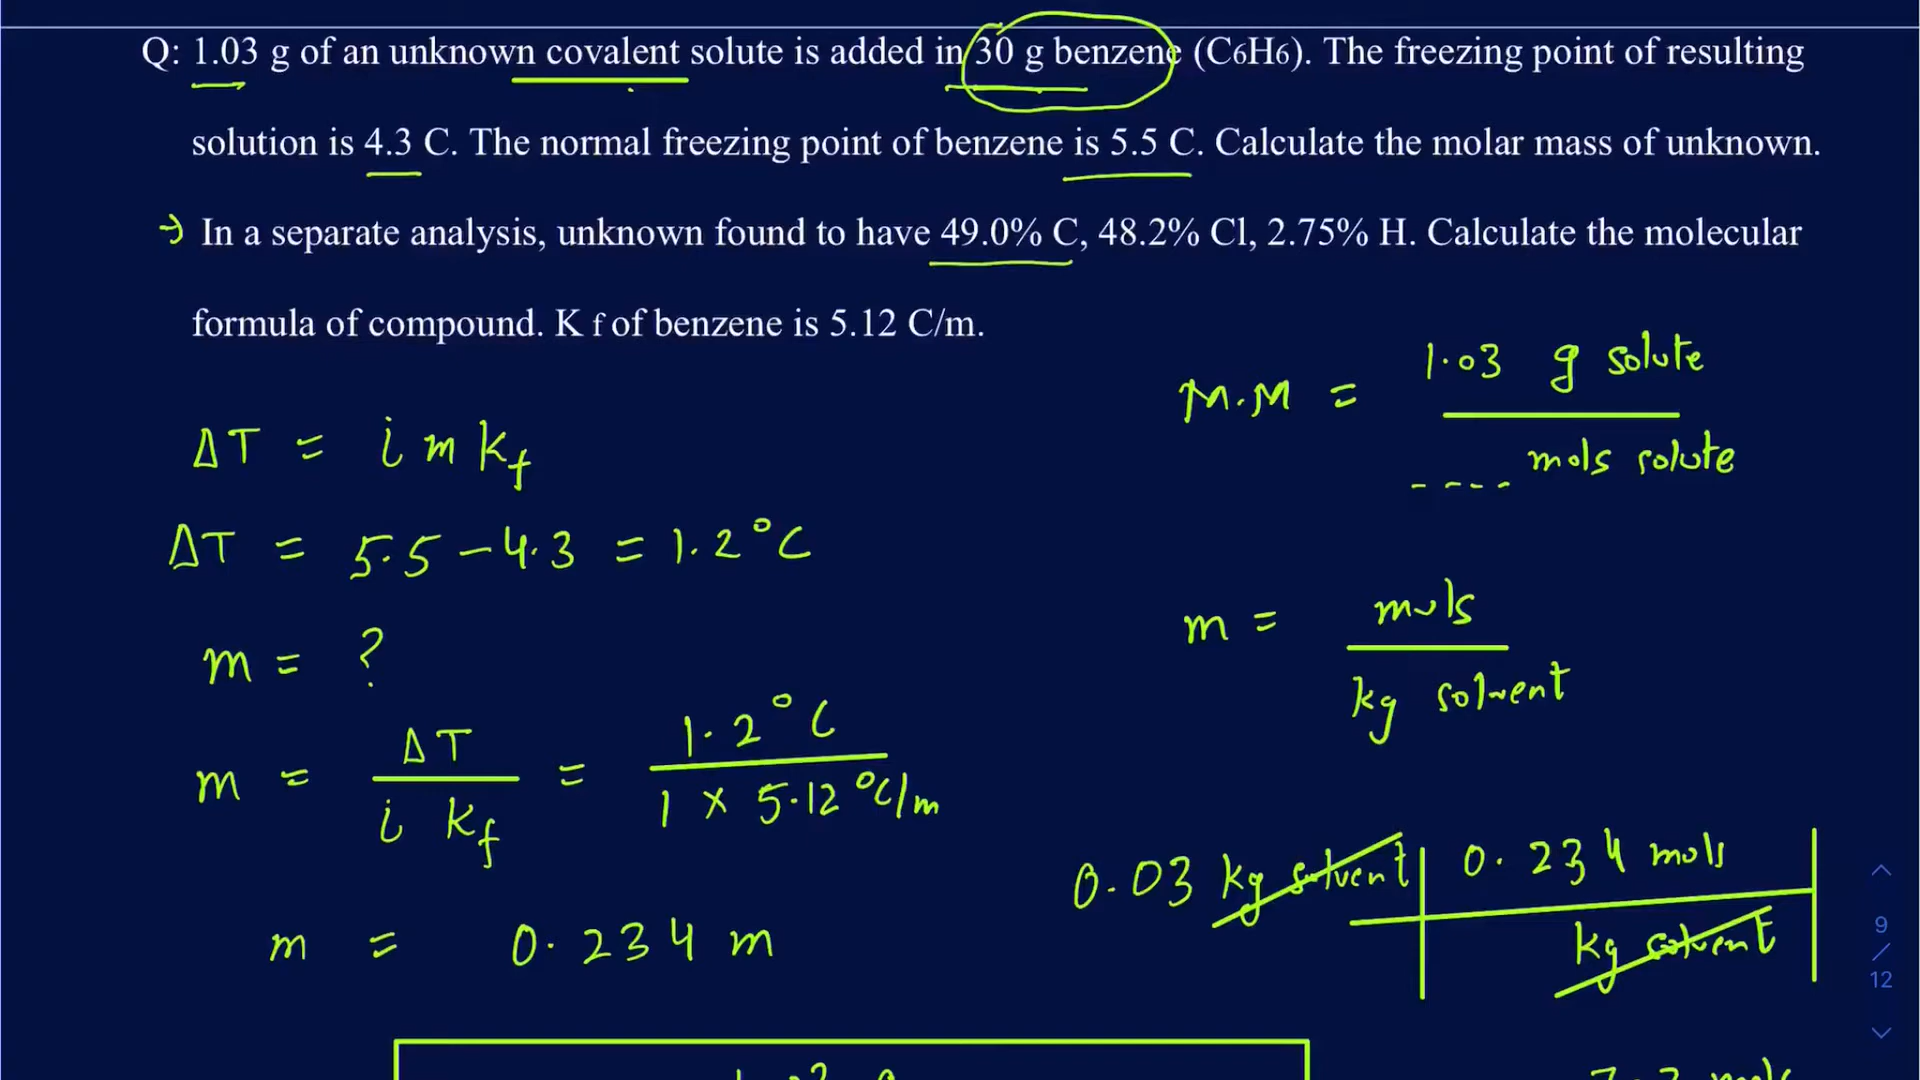 Q: 1.03 g of an unknown covalent solute is added in 30 g benzene (C6H6). The freezing point of resulting
solution is 4.3 C. The normal freezing point of benzene is 5.5 C. Calculate the molar mass of unknown.
→ In a separate analysis, unknown found to have 49.0% C, 48.2% Cl, 2.75% H. Calculate the molecular
formula of compound. K f of benzene is 5.12 C/m.
ΔT = i m kf
ΔT = 5.5 - 4.3 = 1.2°C
m = ?
m = ΔT / i kf = 1.2°C / 1 x 5.12 °C/m
m = 0.234 m
M.M = 1.03 g solute / ---- mols solute
m = mols / kg solvent
0.03 kg solvent | 0.234 mols / kg solvent
9
/
12